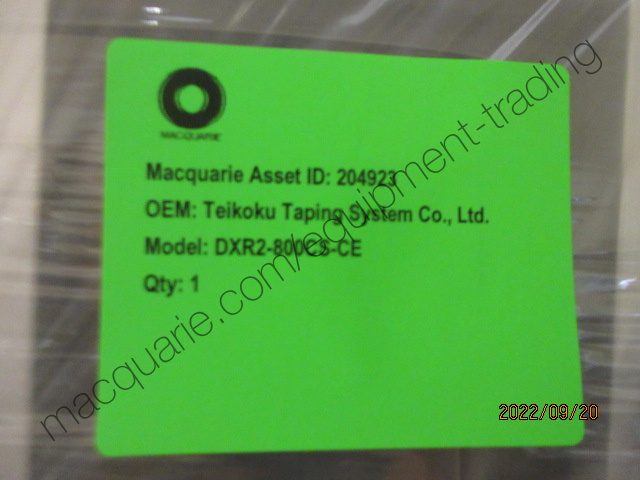 MACQUARIE
Macquarie Asset ID: 204923
OEM: Teikoku Taping System Co., Ltd.
Model: DXR2-800CS-CE
Qty: 1
macquarie.com/equipment-trading
2022/09/20